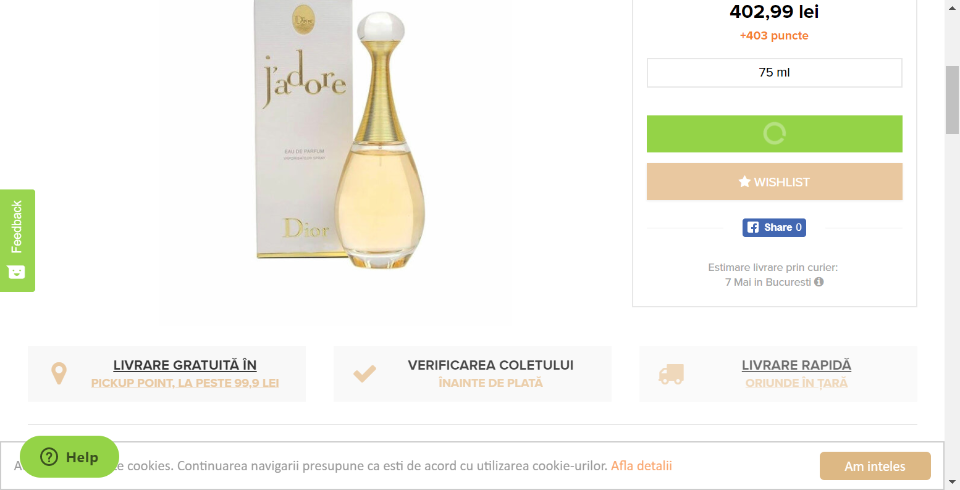 Dior
j'adore
EAU DE PARFUM
Dior
402,99 lei
+403 puncte
75 ml
WISHLIST
Share 0
Estimare livrare prin curier:
7 Mai in Bucuresti
Feedback
LIVRARE GRATUITĂ ÎN
PICKUP POINT, LA PESTE 99,9 LEI
VERIFICAREA COLETULUI
ÎNAINTE DE PLATĂ
LIVRARE RAPIDĂ
ORIUNDE ÎN ȚARĂ
Help
cookies. Continuarea navigarii presupune ca esti de acord cu utilizarea cookie-urilor. Afla detalii
Am inteles